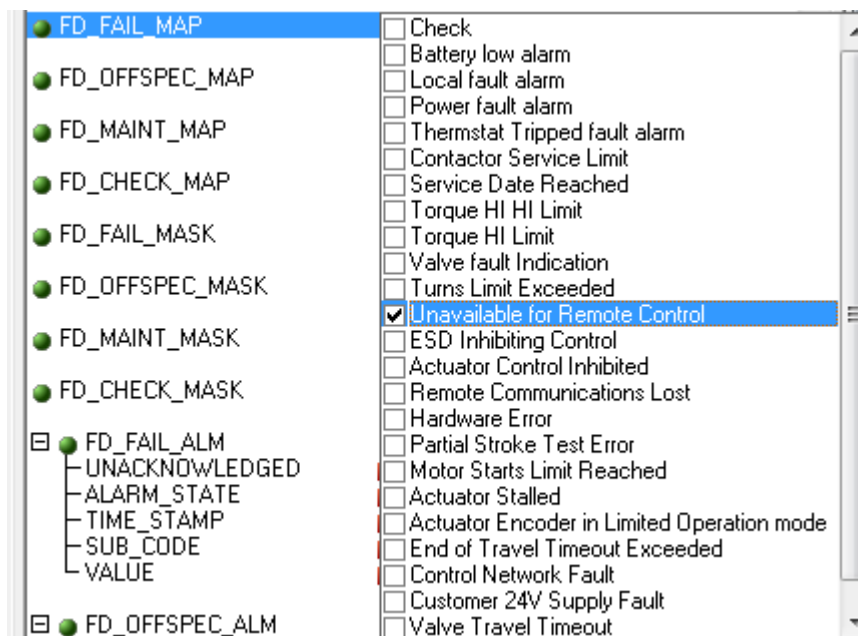 FD_FAIL_MAP
FD_OFFSPEC_MAP
FD_MAINT_MAP
FD_CHECK_MAP
FD_FAIL_MASK
FD_OFFSPEC_MASK
FD_MAINT_MASK
FD_CHECK_MASK
FD_FAIL_ALM
UNACKNOWLEDGED
ALARM_STATE
TIME_STAMP
SUB_CODE
VALUE
FD_OFFSPEC_ALM
Check
Battery low alarm
Local fault alarm
Power fault alarm
Thermstat Tripped fault alarm
Contactor Service Limit
Service Date Reached
Torque HI HI Limit
Torque HI Limit
Valve fault Indication
Turns Limit Exceeded
Unavailable for Remote Control
ESD Inhibiting Control
Actuator Control Inhibited
Remote Communications Lost
Hardware Error
Partial Stroke Test Error
Motor Starts Limit Reached
Actuator Stalled
Actuator Encoder in Limited Operation mode
End of Travel Timeout Exceeded
Control Network Fault
Customer 24V Supply Fault
Valve Travel Timeout